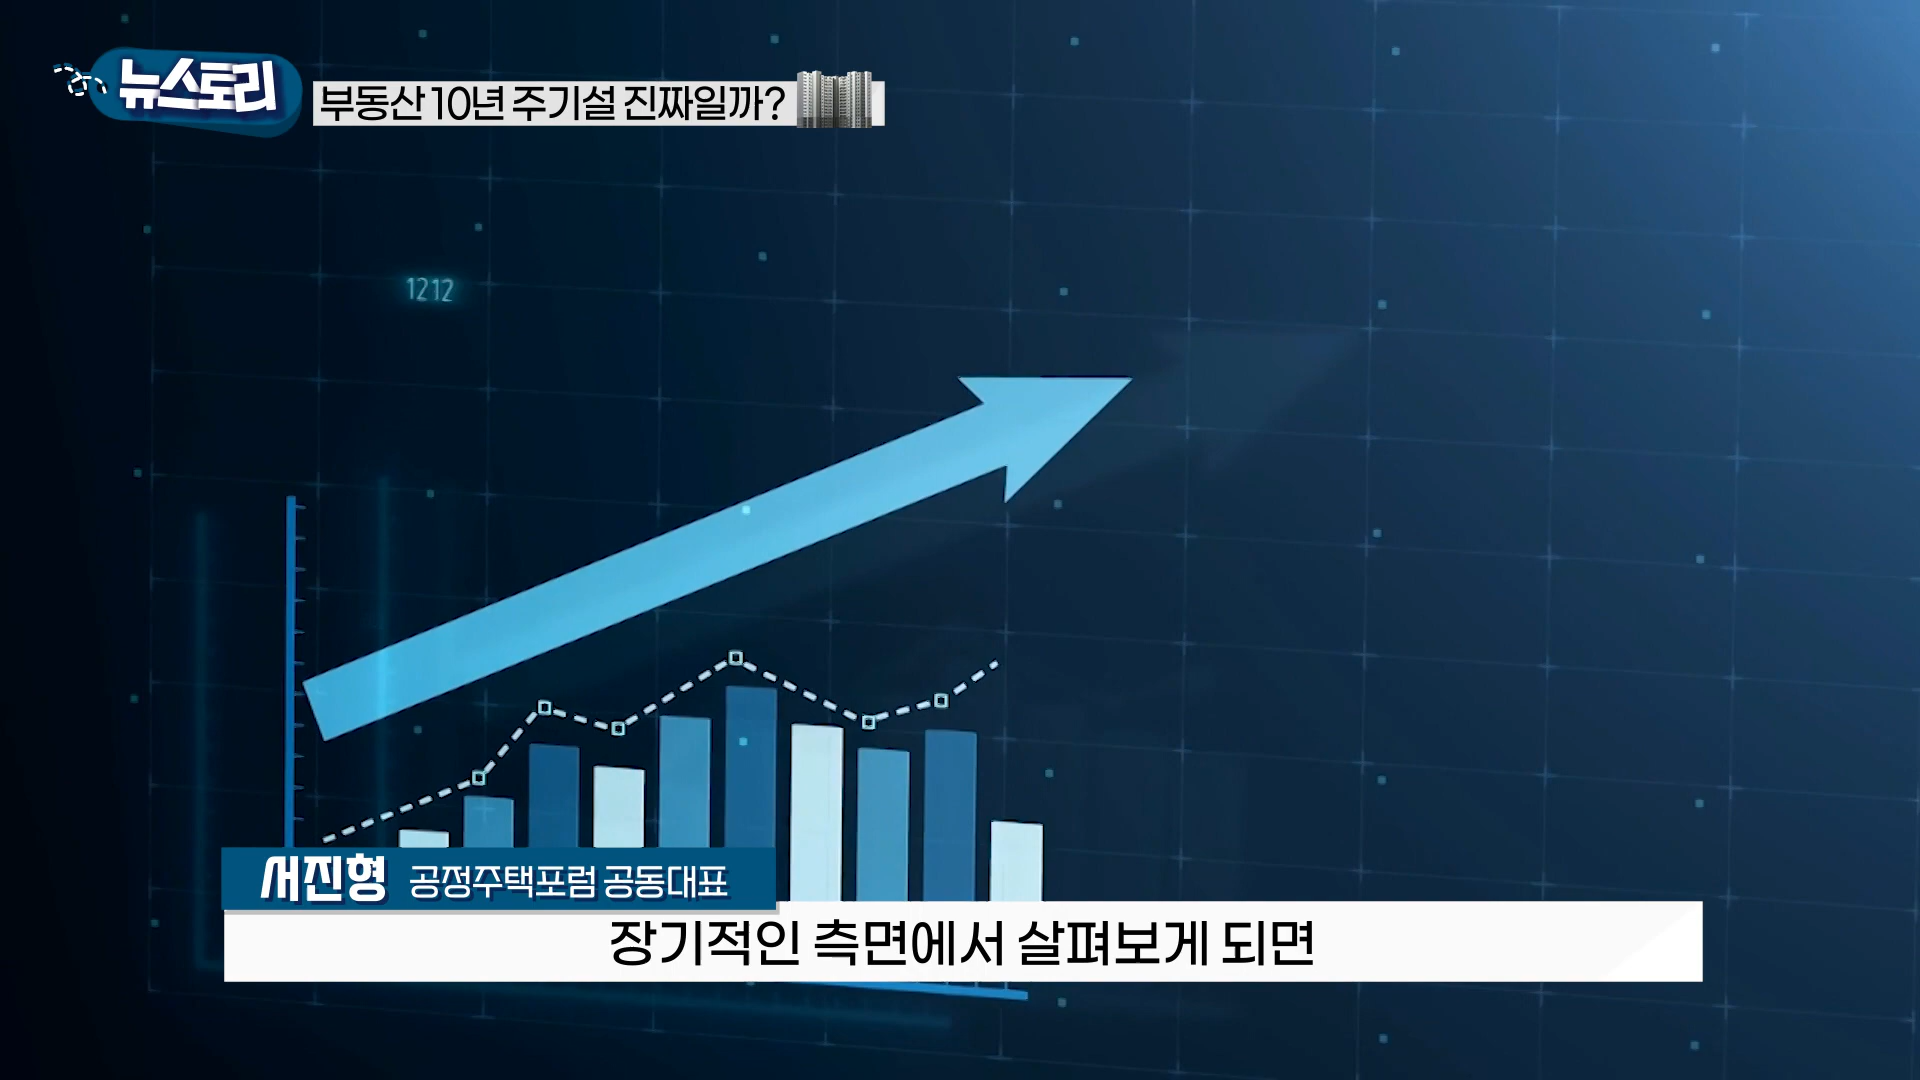 뉴스토리
부동산 10년 주기설 진짜일까?
1212
서진형 공정주택포럼 공동대표
장기적인 측면에서 살펴보게 되면